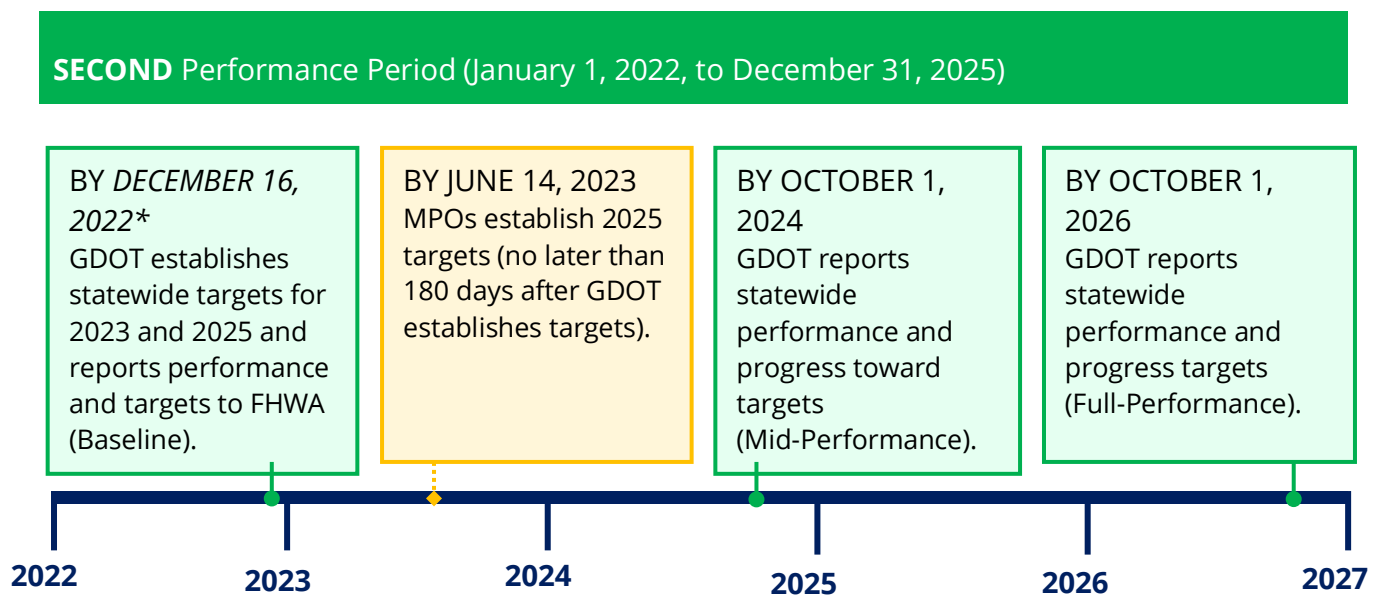 SECOND Performance Period (January 1, 2022, to December 31, 2025)
BY DECEMBER 16,
2022*
GDOT establishes
statewide targets for
2023 and 2025 and
reports performance
and targets to FHWA
(Baseline).
BY JUNE 14, 2023
MPOs establish 2025
targets (no later than
180 days after GDOT
establishes targets).
BY OCTOBER 1,
2024
GDOT reports
statewide
performance and
progress toward
targets
(Mid-Performance).
BY OCTOBER 1,
2026
GDOT reports
statewide
performance and
progress targets
(Full-Performance).
2022
2023
2024
2025
2026
2027